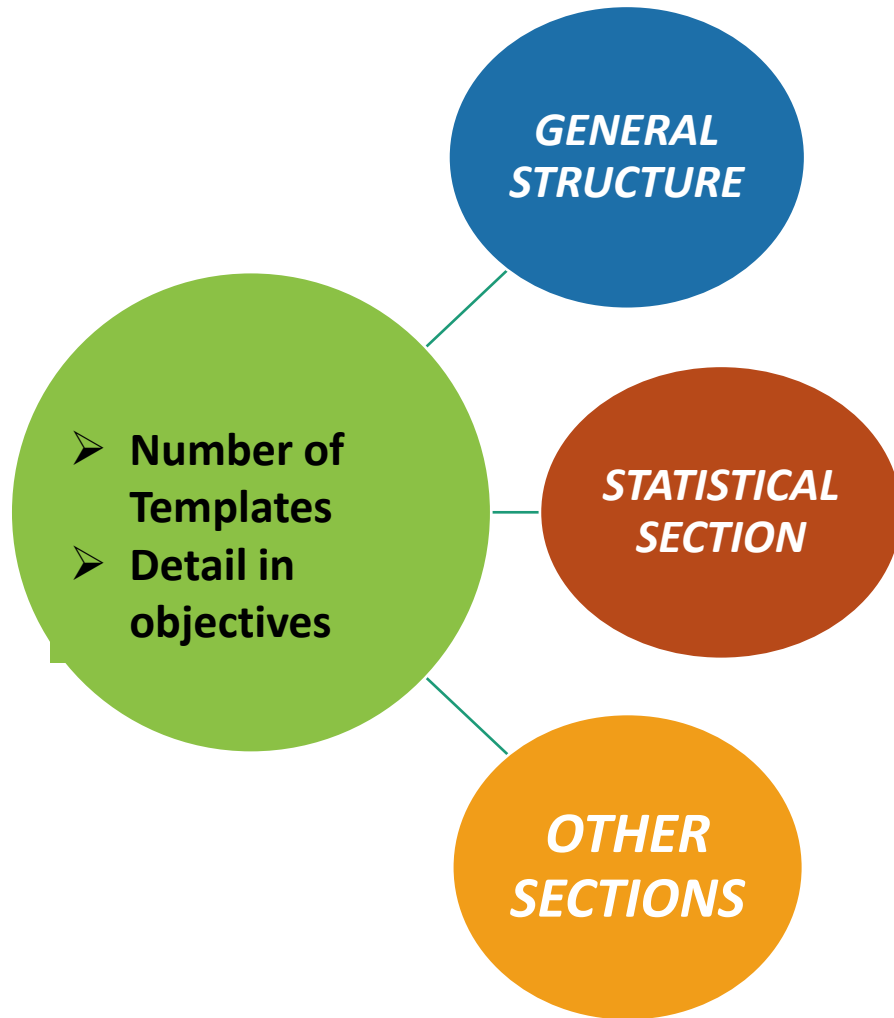 GENERAL
STRUCTURE
➢ Number of
Templates
➢ Detail in
objectives
STATISTICAL
SECTION
OTHER
SECTIONS